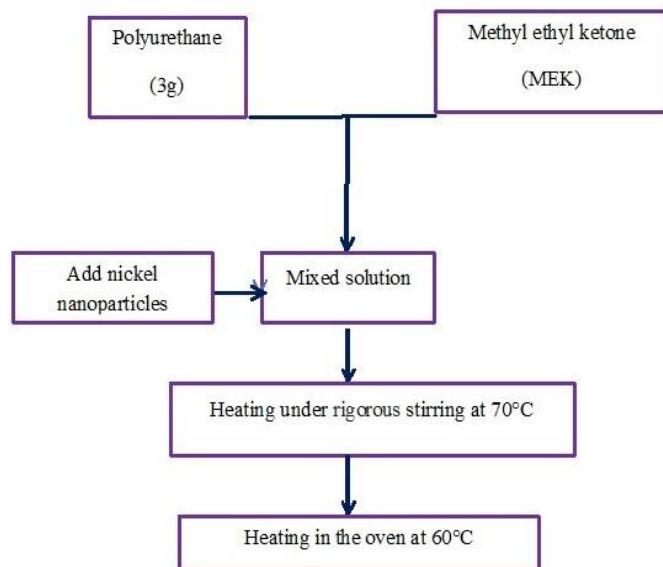 Polyurethane
(3g)
Methyl ethyl ketone
(MEK)
Add nickel
nanoparticles
Mixed solution
Heating under rigorous stirring at 70°C
Heating in the oven at 60°C